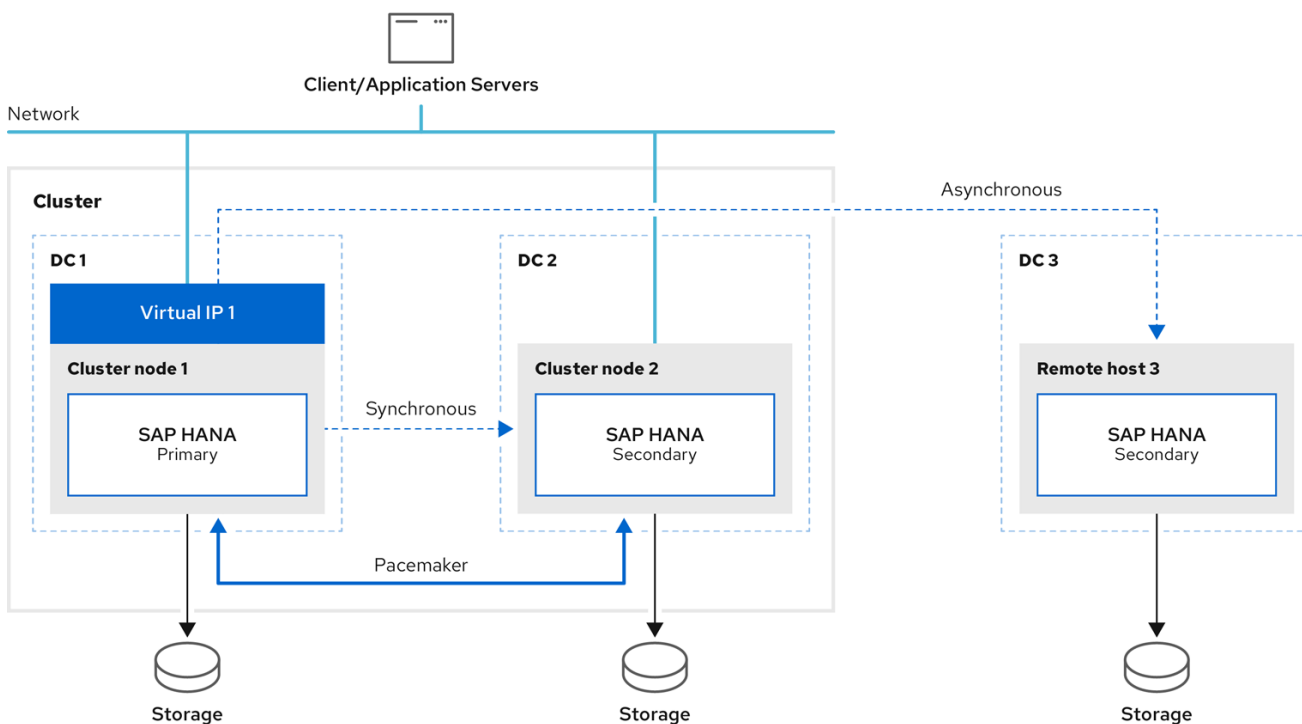 Client/Application Servers
Network
Asynchronous
Cluster
DC 1
DC 2
DC 3
Virtual IP 1
Cluster node 1
Cluster node 2
Remote host 3
Synchronous
SAP HANA
Primary
SAP HANA
Secondary
SAP HANA
Secondary
Pacemaker
Storage
Storage
Storage